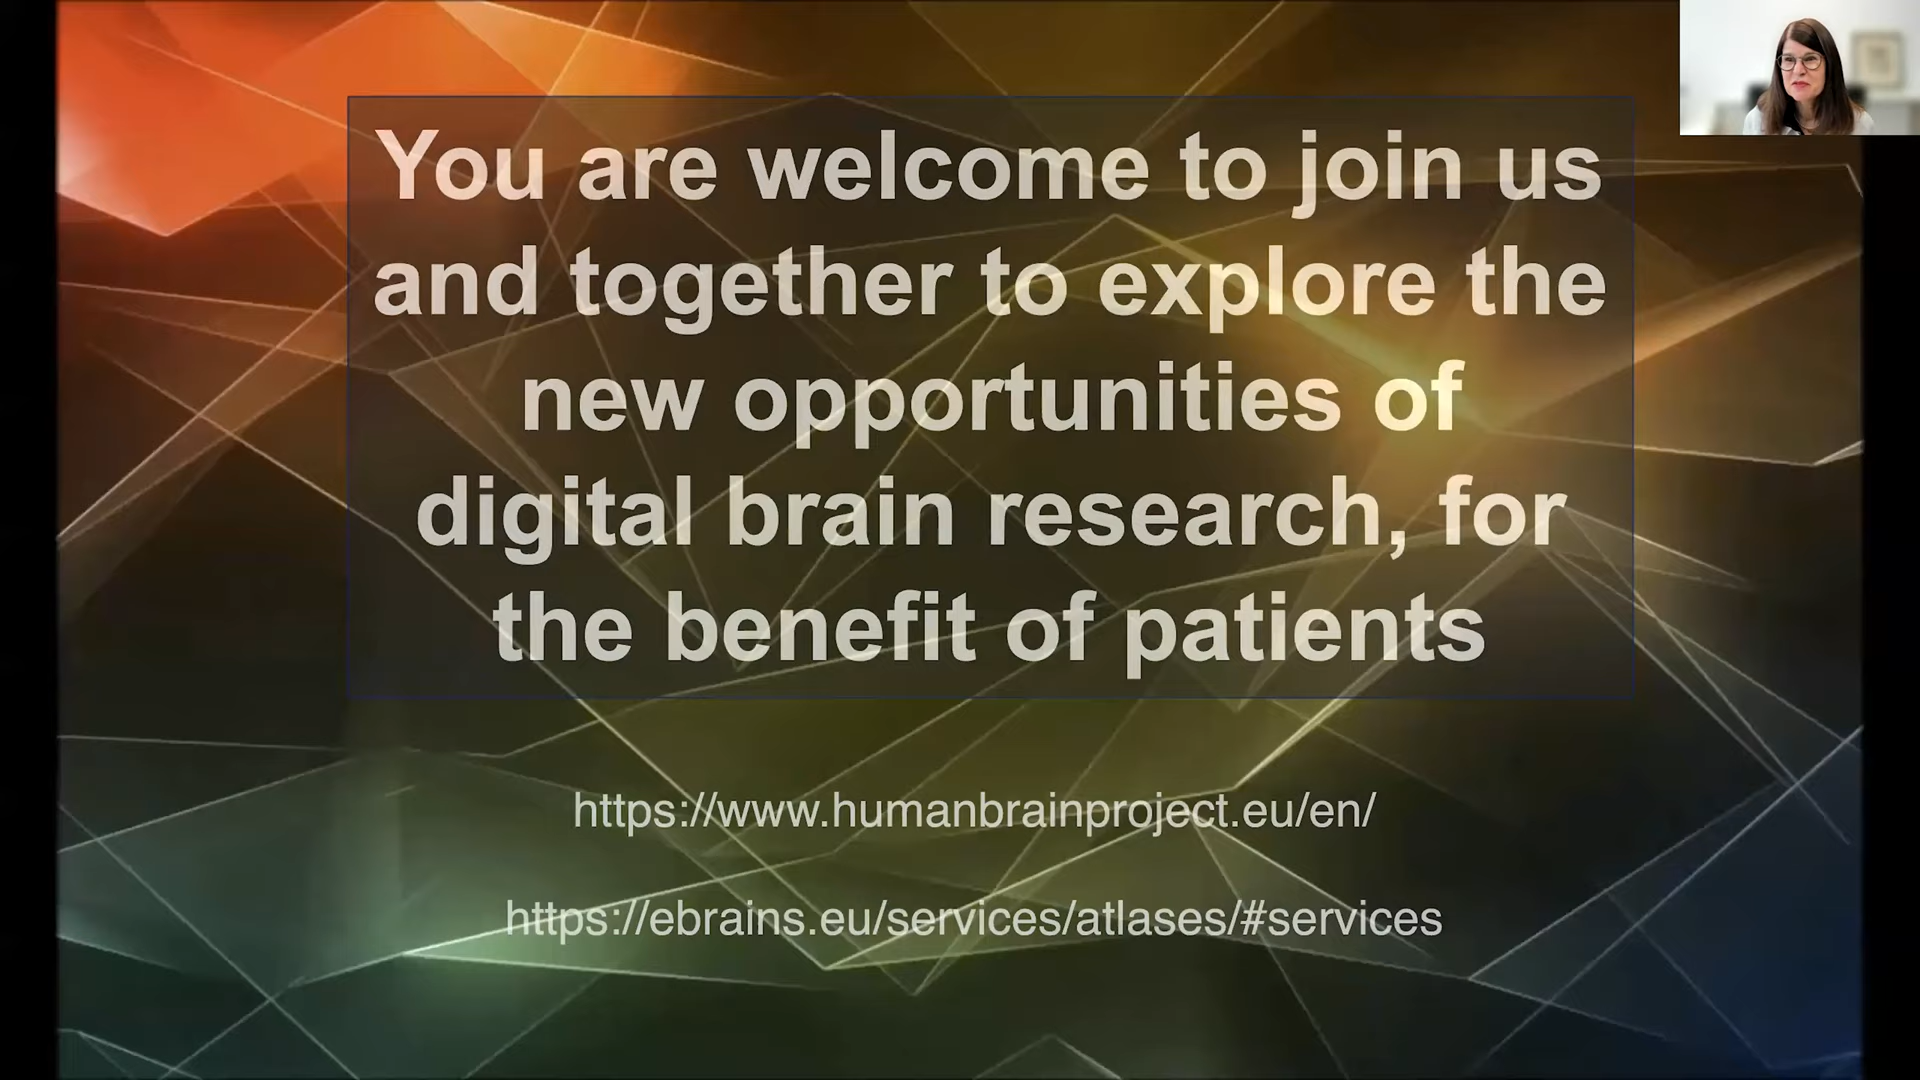 You are welcome to join us
and together to explore the
new opportunities of
digital brain research, for
the benefit of patients
https://www.humanbrainproject.eu/en/
https://ebrains.eu/services/atlases/#services